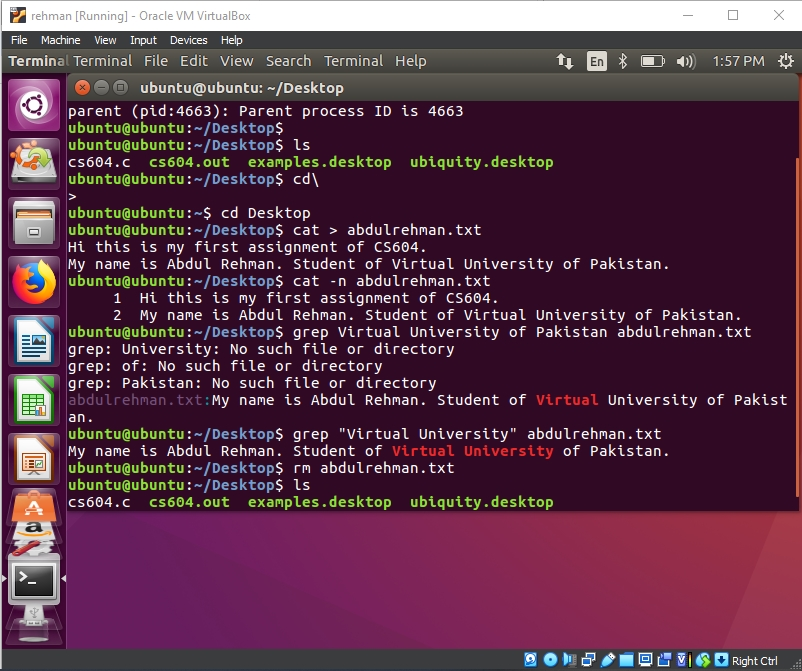 rehman [Running] - Oracle VM VirtualBox
File Machine View Input Devices Help
Terminal Terminal File Edit View Search Terminal Help En 1:57 PM
ubuntu@ubuntu: ~/Desktop
parent (pid:4663): Parent process ID is 4663
ubuntu@ubuntu:~/Desktop$
ubuntu@ubuntu:~/Desktop$ ls
cs604.c cs604.out examples.desktop ubiquity.desktop
ubuntu@ubuntu:~/Desktop$ cd\
>
ubuntu@ubuntu:~$ cd Desktop
ubuntu@ubuntu:~/Desktop$ cat > abdulrehman.txt
Hi this is my first assignment of CS604.
My name is Abdul Rehman. Student of Virtual University of Pakistan.
ubuntu@ubuntu:~/Desktop$ cat -n abdulrehman.txt
1 Hi this is my first assignment of CS604.
2 My name is Abdul Rehman. Student of Virtual University of Pakistan.
ubuntu@ubuntu:~/Desktop$ grep Virtual University of Pakistan abdulrehman.txt
grep: University: No such file or directory
grep: of: No such file or directory
grep: Pakistan: No such file or directory
abdulrehman.txt:My name is Abdul Rehman. Student of Virtual University of Pakist
an.
ubuntu@ubuntu:~/Desktop$ grep "Virtual University" abdulrehman.txt
My name is Abdul Rehman. Student of Virtual University of Pakistan.
ubuntu@ubuntu:~/Desktop$ rm abdulrehman.txt
ubuntu@ubuntu:~/Desktop$ ls
cs604.c cs604.out examples.desktop ubiquity.desktop
Right Ctrl